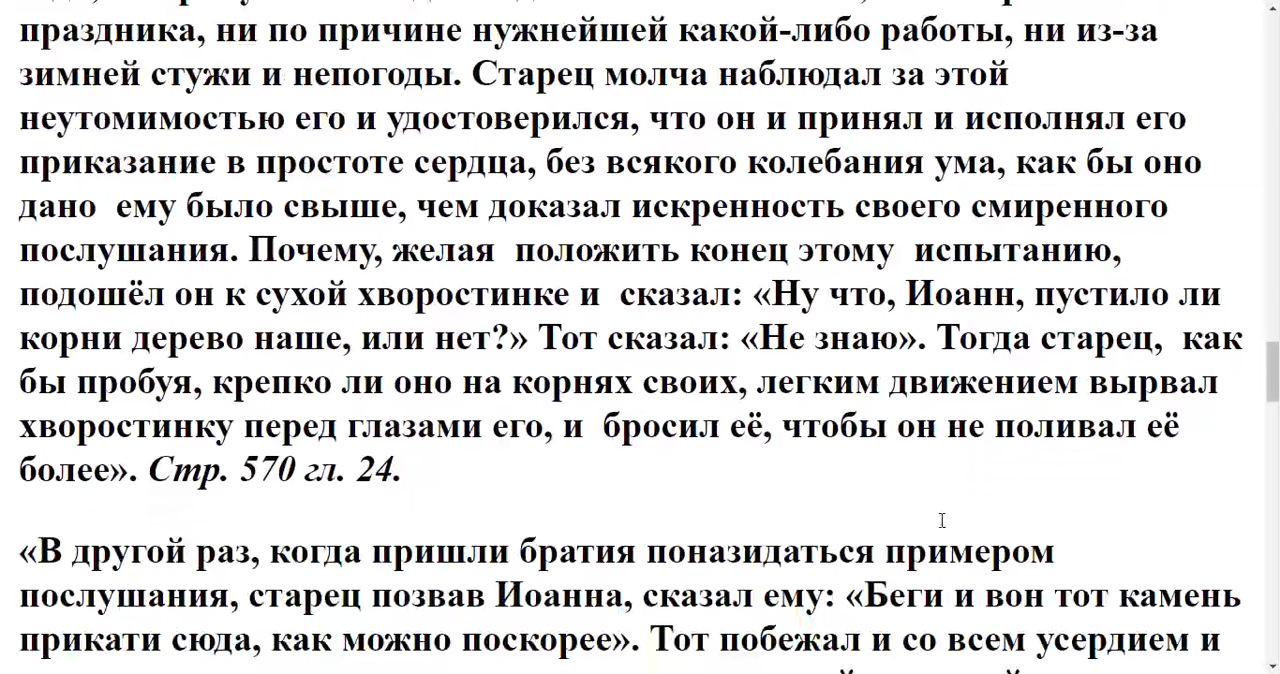 праздника, ни по причине нужнейшей какой-либо работы, ни из-за
зимней стужи и непогоды. Старец молча наблюдал за этой
неутомимостью его и удостоверился, что он и принял и исполнял его
приказание в простоте сердца, без всякого колебания ума, как бы оно
дано ему было свыше, чем доказал искренность своего смиренного
послушания. Почему, желая положить конец этому испытанию,
подошёл он к сухой хворостинке и сказал: «Ну что, Иоанн, пустило ли
корни дерево наше, или нет?» Тот сказал: «Не знаю». Тогда старец, как
бы пробуя, крепко ли оно на корнях своих, легким движением вырвал
хворостинку перед глазами его, и бросил её, чтобы он не поливал её
более». Стр. 570 гл. 24.
«В другой раз, когда пришли братия поназидаться примером
послушания, старец позвав Иоанна, сказал ему: «Беги и вон тот камень
прикати сюда, как можно поскорее». Тот побежал и со всем усердием и